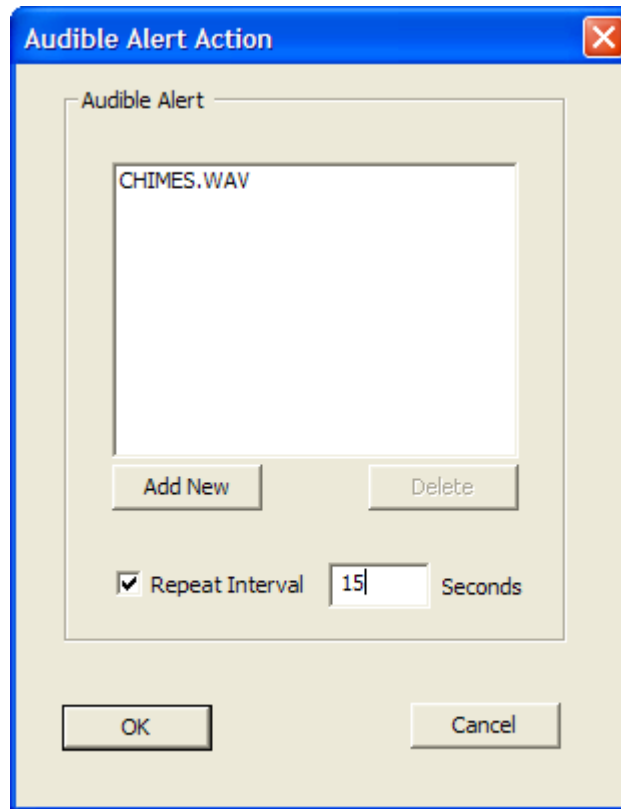 Audible Alert Action
Audible Alert
CHIMES.WAV
Add New Delete
Repeat Interval 15 Seconds
OK Cancel